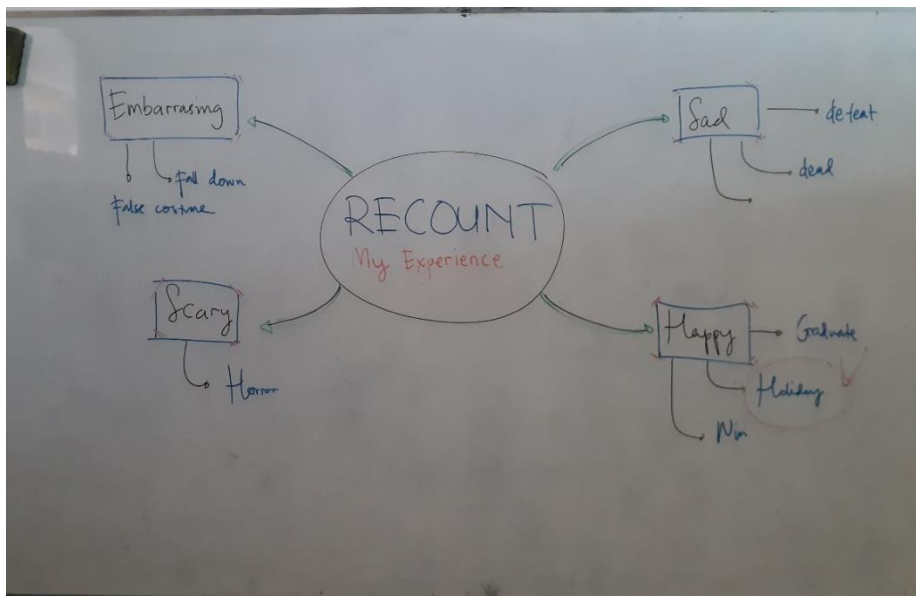 RECOUNT
My Experience
Embarrasing
Fall down
False costume
Sad
defeat
dead
Scary
Horror
Happy
Graduate
Holiday
Win